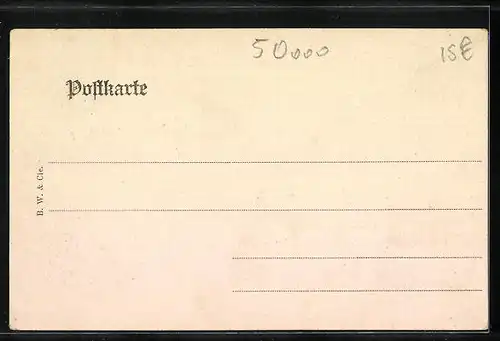 50000 15€
Postkarte
B. W. & Cie.